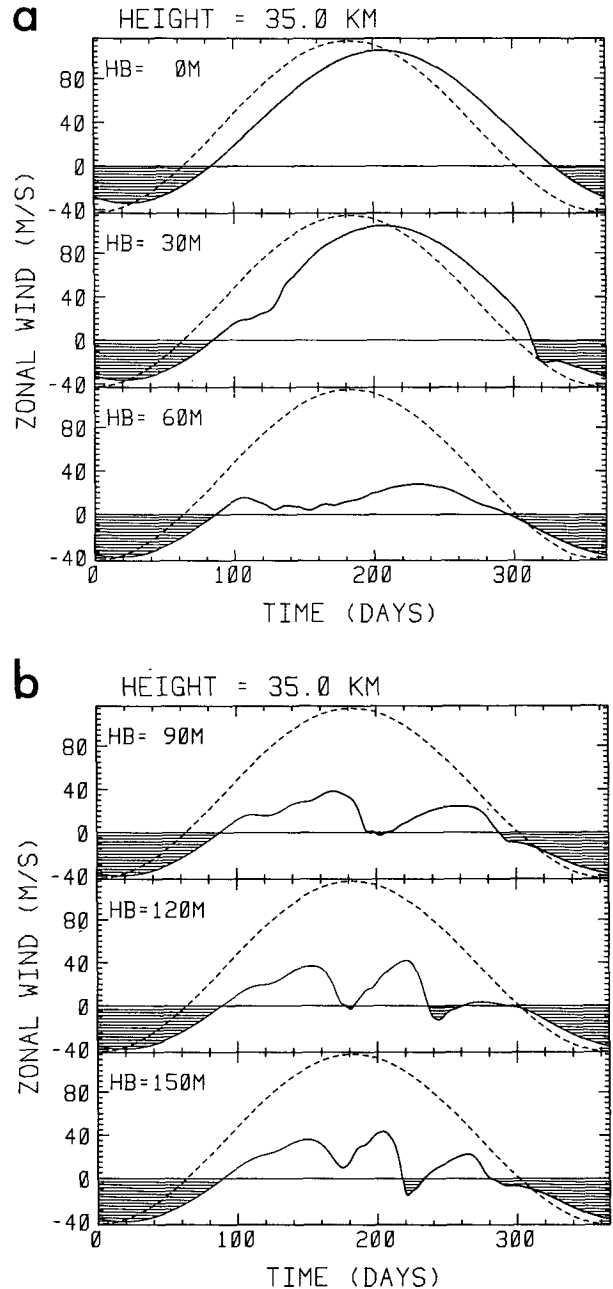 a
HEIGHT = 35.0 KM
HB= 0M
80
40
0
-40
HB= 30M
80
40
0
-40
HB= 60M
80
40
0
-40
ZONAL WIND (M/S)
0 100 200 300
TIME (DAYS)
b
HEIGHT = 35.0 KM
HB= 90M
80
40
0
-40
HB=120M
80
40
0
-40
HB=150M
80
40
0
-40
ZONAL WIND (M/S)
0 100 200 300
TIME (DAYS)